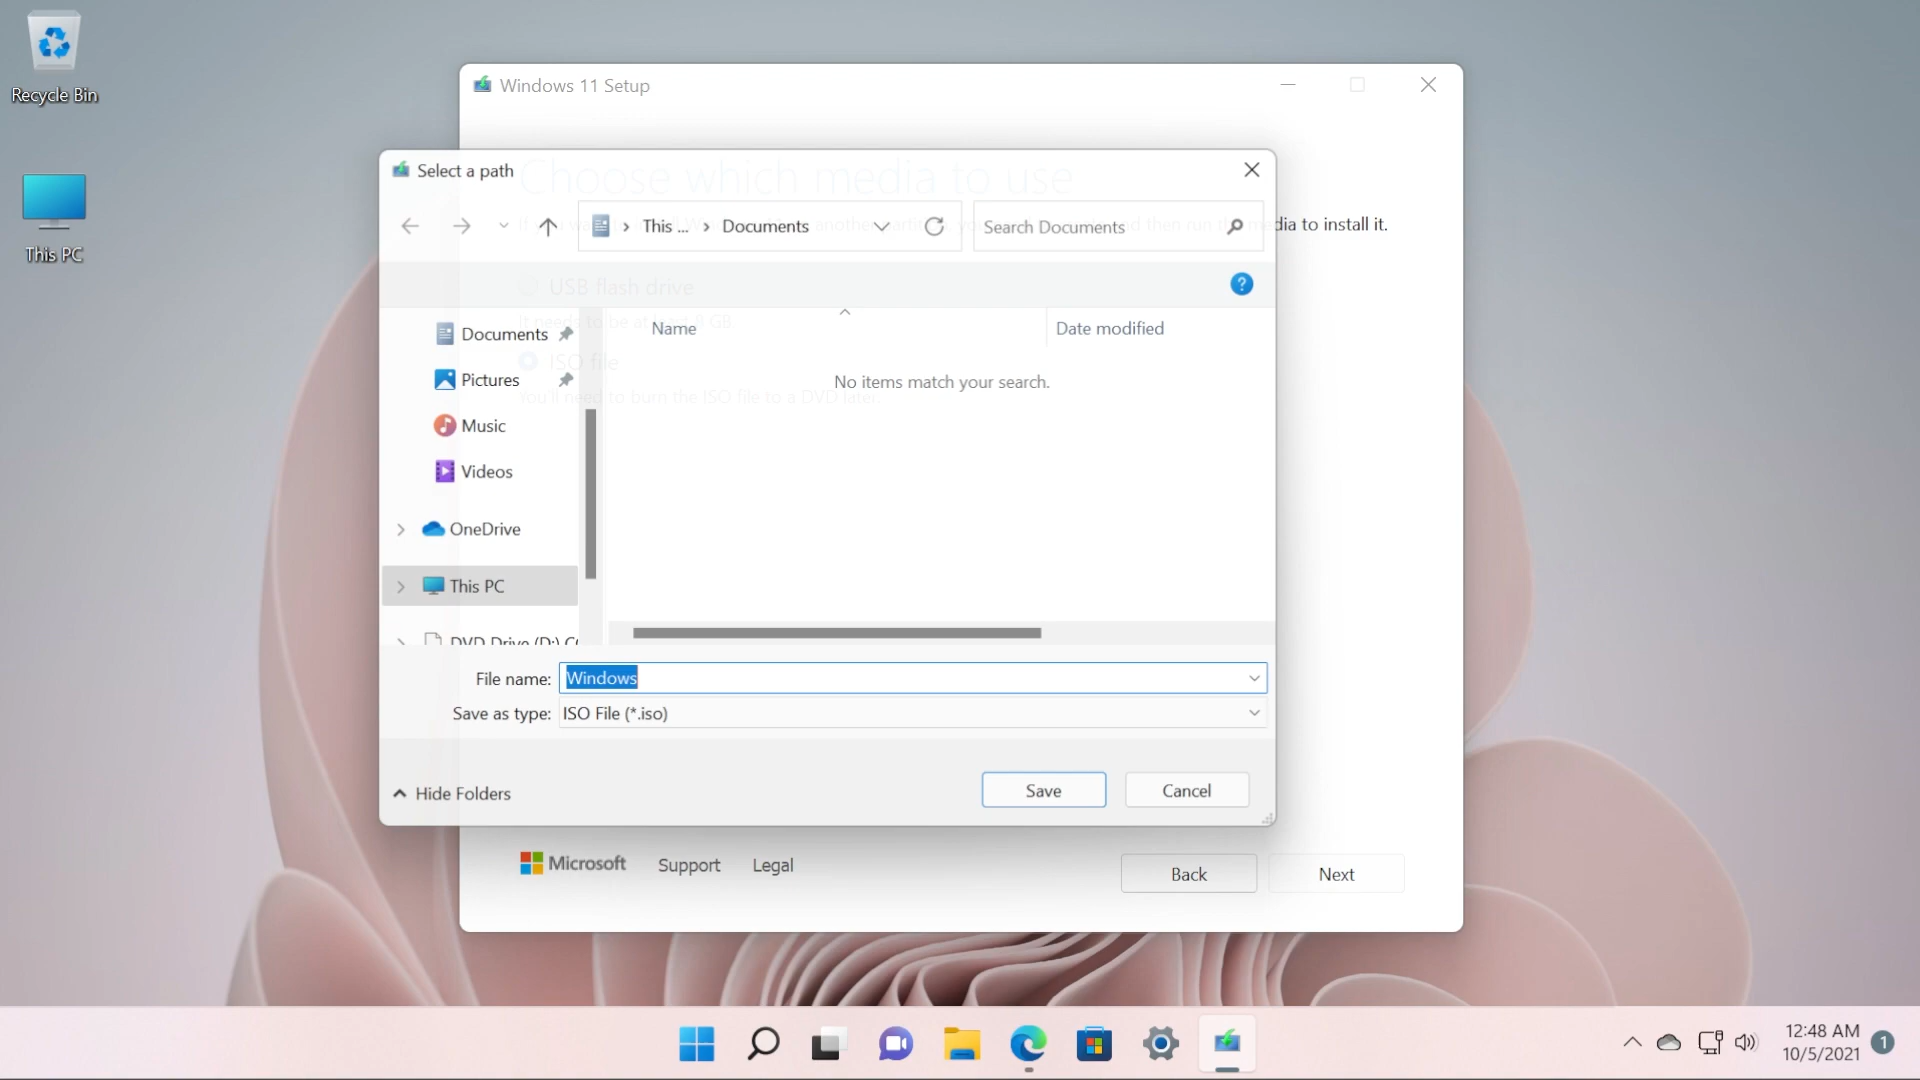 Recycle Bin
This PC
Windows 11 Setup
Choose which media to use
Select a path
This ...
Documents
Search Documents
dia to install it.
USB flash drive
It needs to be at least 8 GB.
ISO file
You'll need to burn the ISO file to a DVD later.
Name
Date modified
No items match your search.
Documents
Pictures
Music
Videos
OneDrive
This PC
DVD Drive (D:)
File name:
Windows
Save as type:
ISO File (*.iso)
Hide Folders
Save
Cancel
Microsoft
Support
Legal
Back
Next
12:48 AM
10/5/2021
1